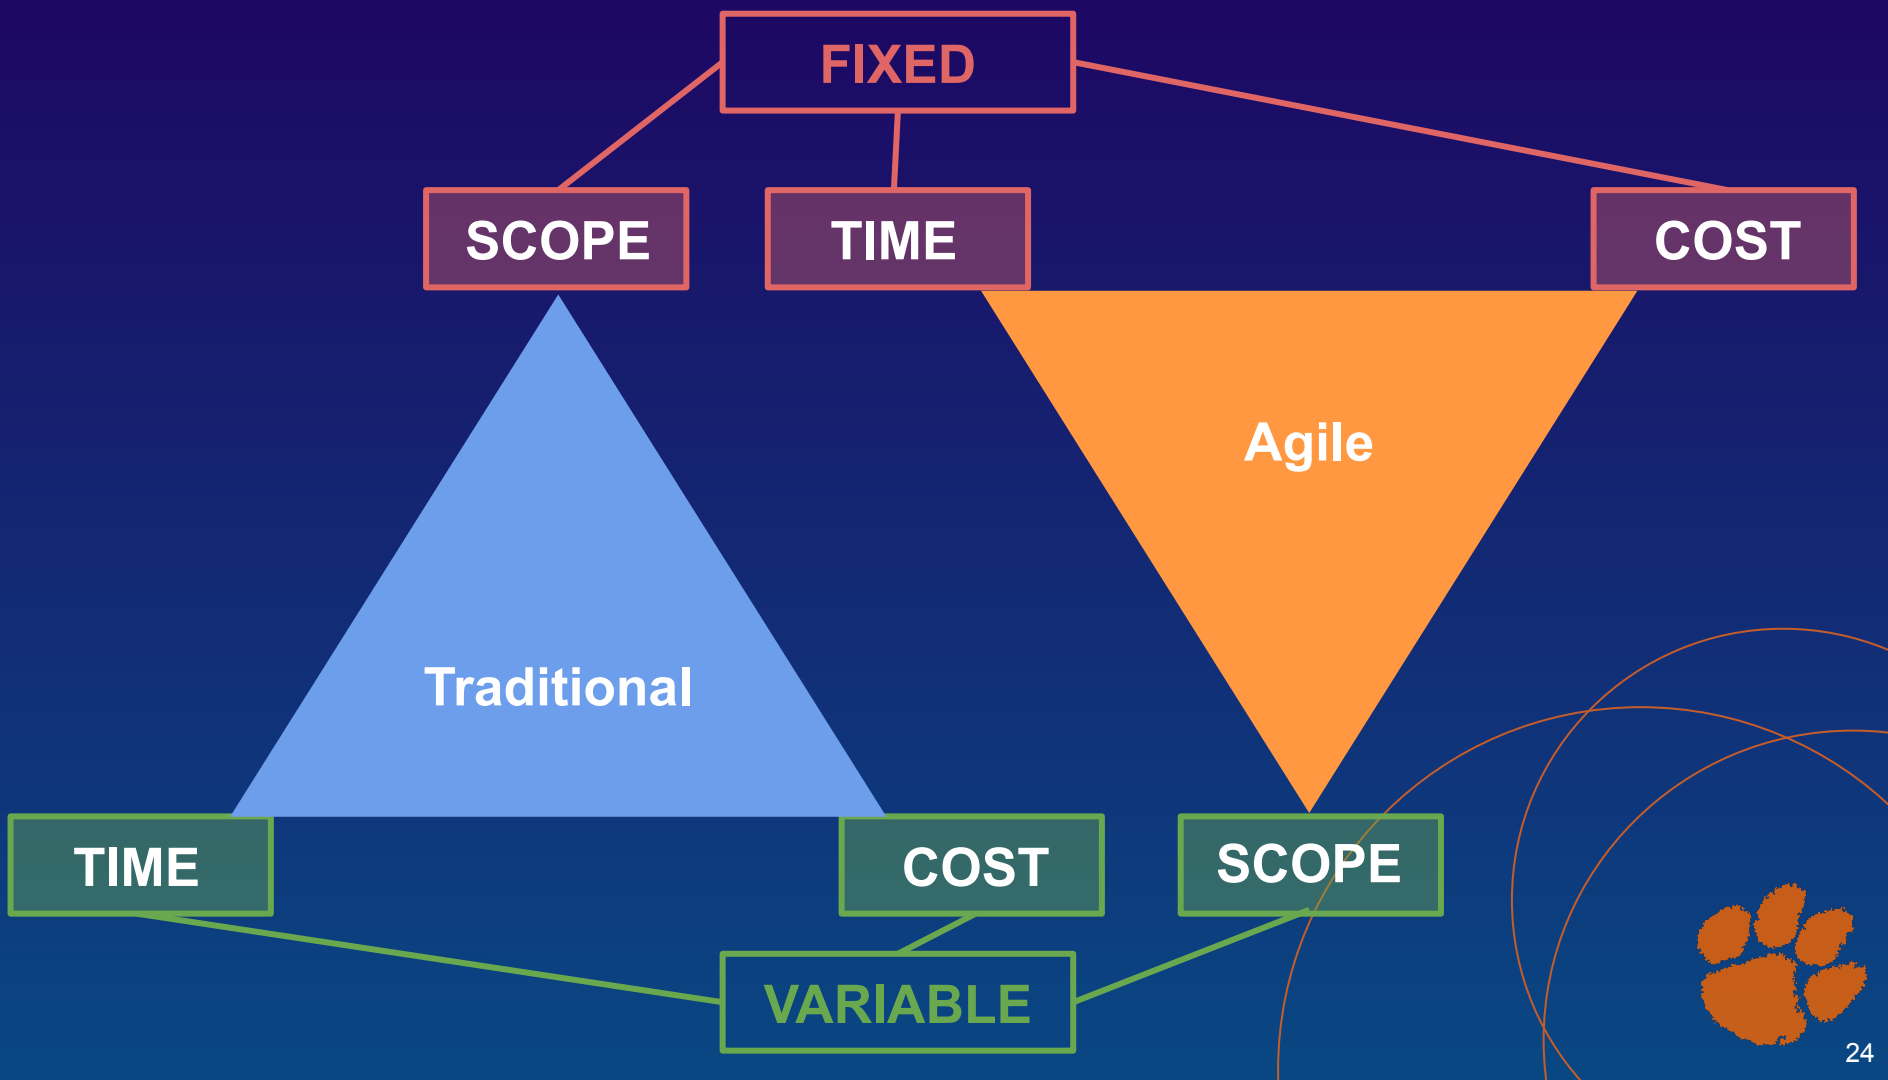 FIXED
SCOPE
TIME
COST
Agile
Traditional
TIME
COST
SCOPE
VARIABLE
24